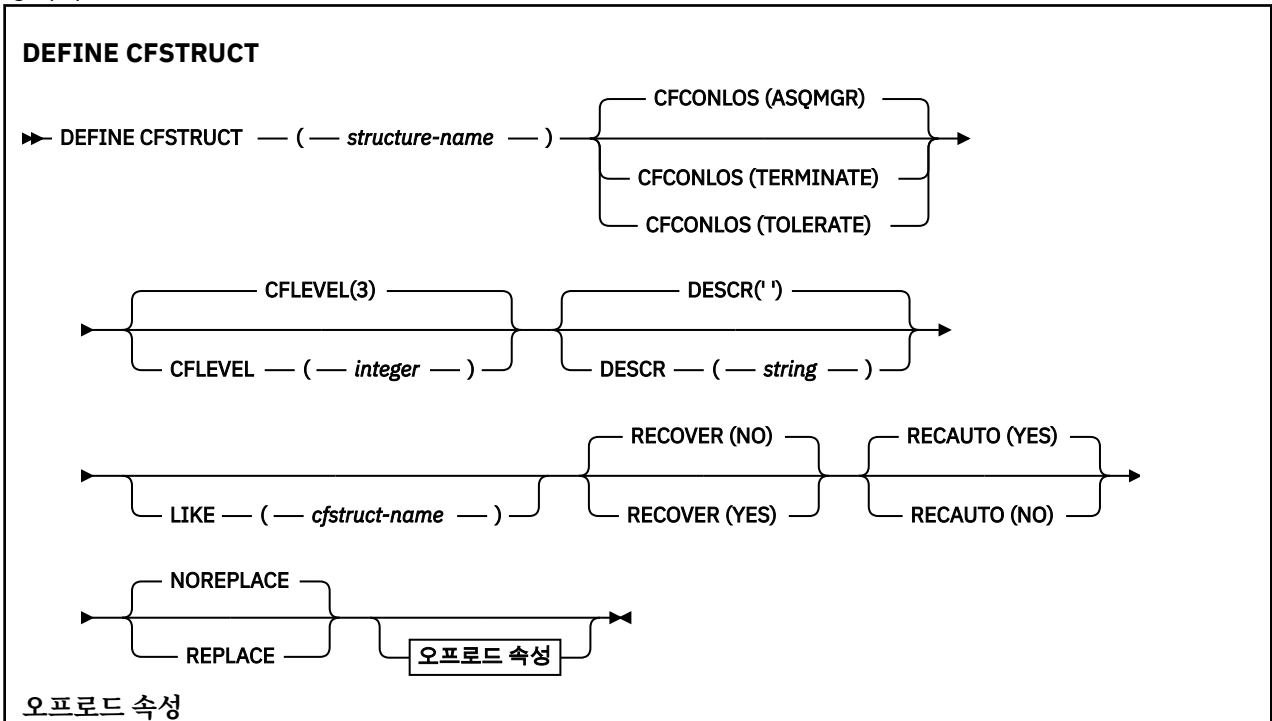 DEFINE CFSTRUCT
CFCONLOS (ASQMGR)
DEFINE CFSTRUCT ( structure-name )
CFCONLOS (TERMINATE)
CFCONLOS (TOLERATE)
CFLEVEL(3) DESCR(' ')
CFLEVEL ( integer ) DESCR ( string )
RECOVER (NO) RECAUTO (YES)
LIKE ( cfstruct-name ) RECOVER (YES) RECAUTO (NO)
NOREPLACE
REPLACE 오프로드 속성
오프로드 속성